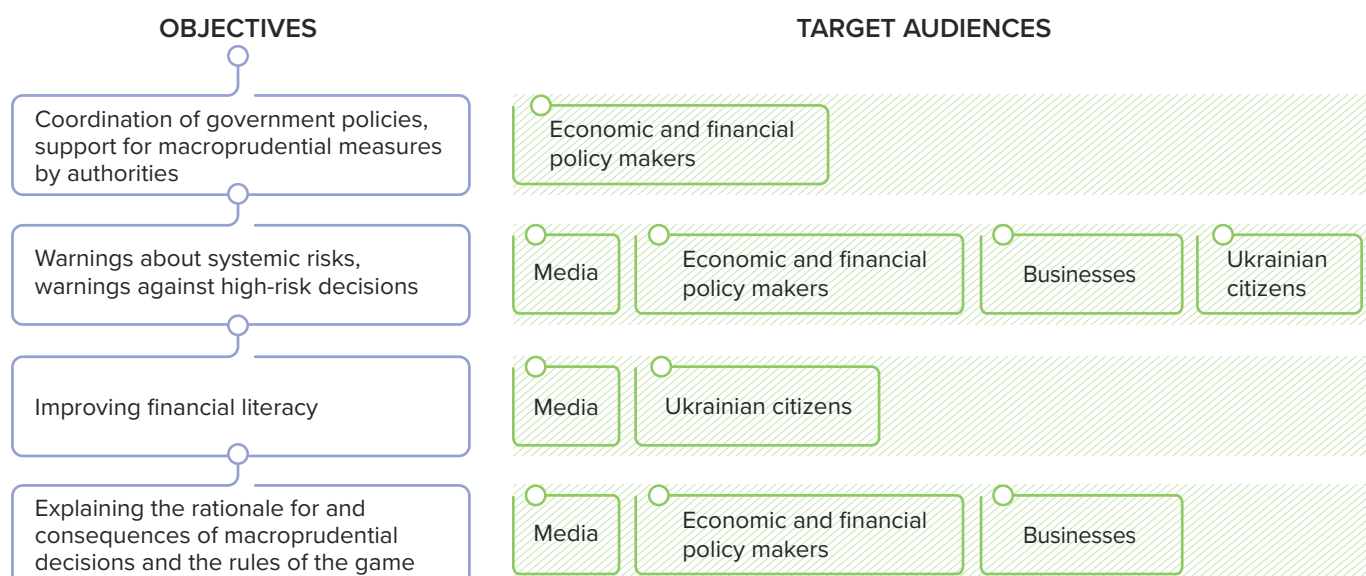 OBJECTIVES
TARGET AUDIENCES
Coordination of government policies,
support for macroprudential measures
by authorities
Economic and financial
policy makers
Warnings about systemic risks,
warnings against high-risk decisions
Media
Economic and financial
policy makers
Businesses
Ukrainian
citizens
Improving financial literacy
Media
Ukrainian citizens
Explaining the rationale for and
consequences of macroprudential
decisions and the rules of the game
Media
Economic and financial
policy makers
Businesses